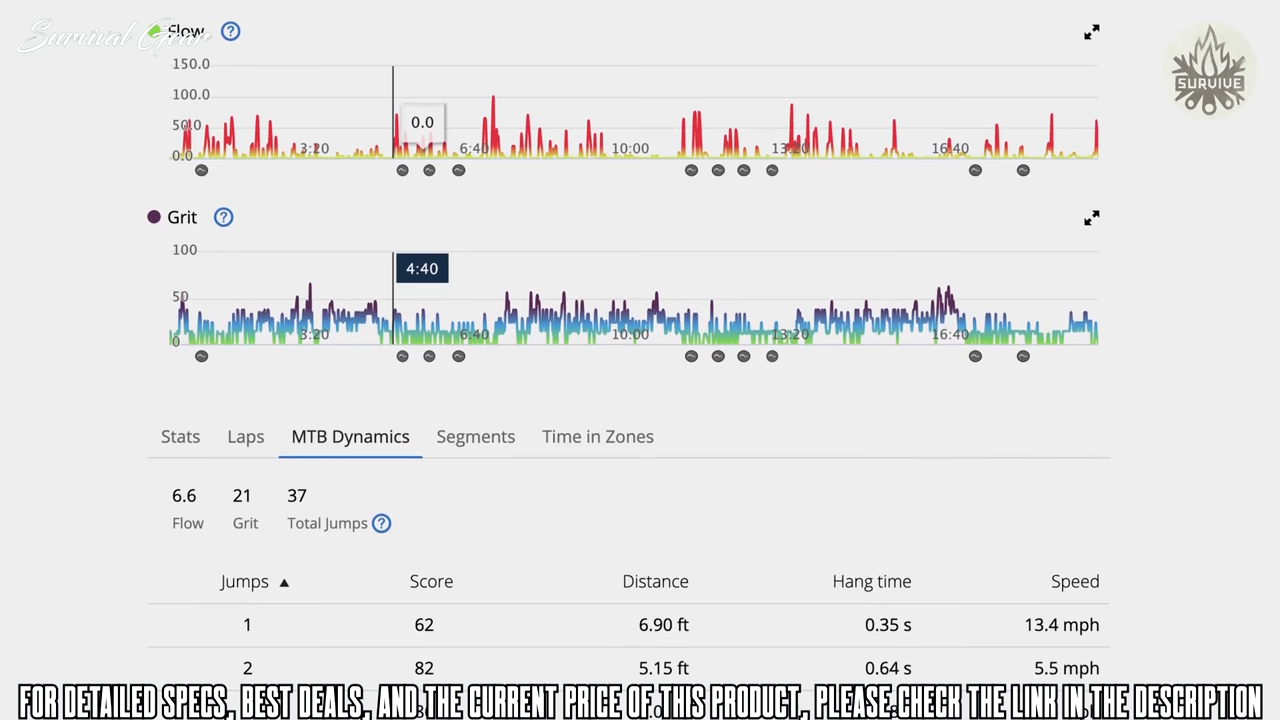 Survival Gear
Flow ?
150.0
100.0
50.0
0.0
0.0
3:20 6:40 10:00 13:20 16:40
SURVIVE
Grit ?
100
50
0
4:40
3:20 6:40 10:00 13:20 16:40
Stats Laps MTB Dynamics Segments Time in Zones
6.6 21 37
Flow Grit Total Jumps ?
Jumps ▲ Score Distance Hang time Speed
1 62 6.90 ft 0.35 s 13.4 mph
2 82 5.15 ft 0.64 s 5.5 mph
FOR DETAILED SPECS, BEST DEALS, AND THE CURRENT PRICE OF THIS PRODUCT, PLEASE CHECK THE LINK IN THE DESCRIPTION